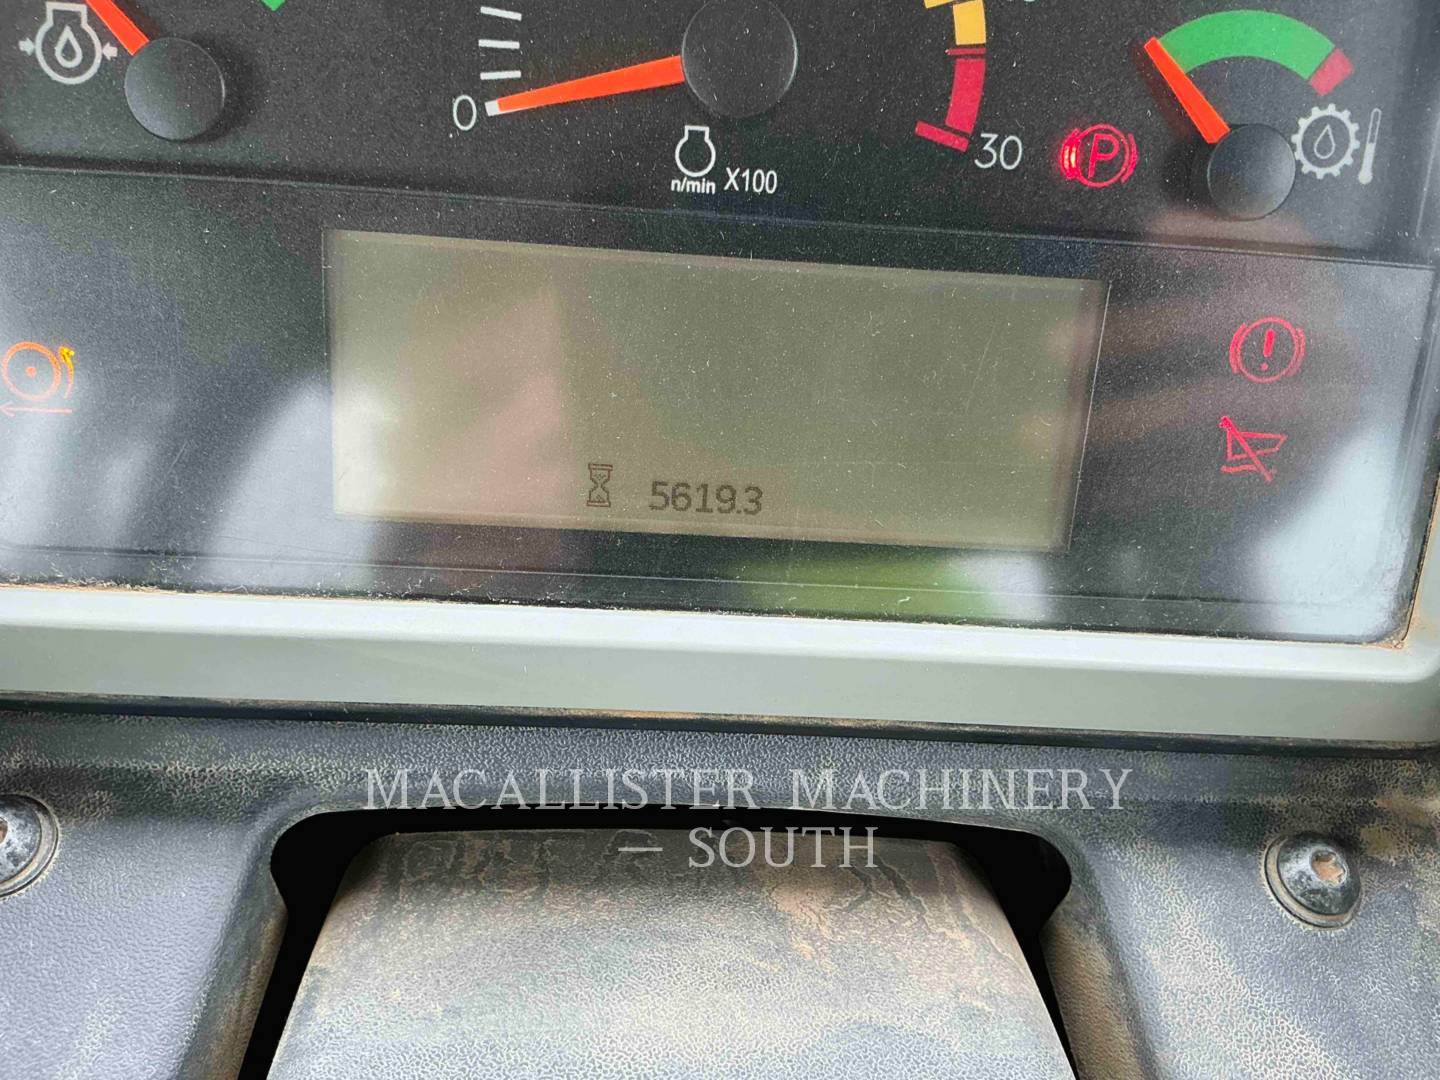 0
30
P
n/min X100
5619.3
MACALLISTER MACHINERY
— SOUTH